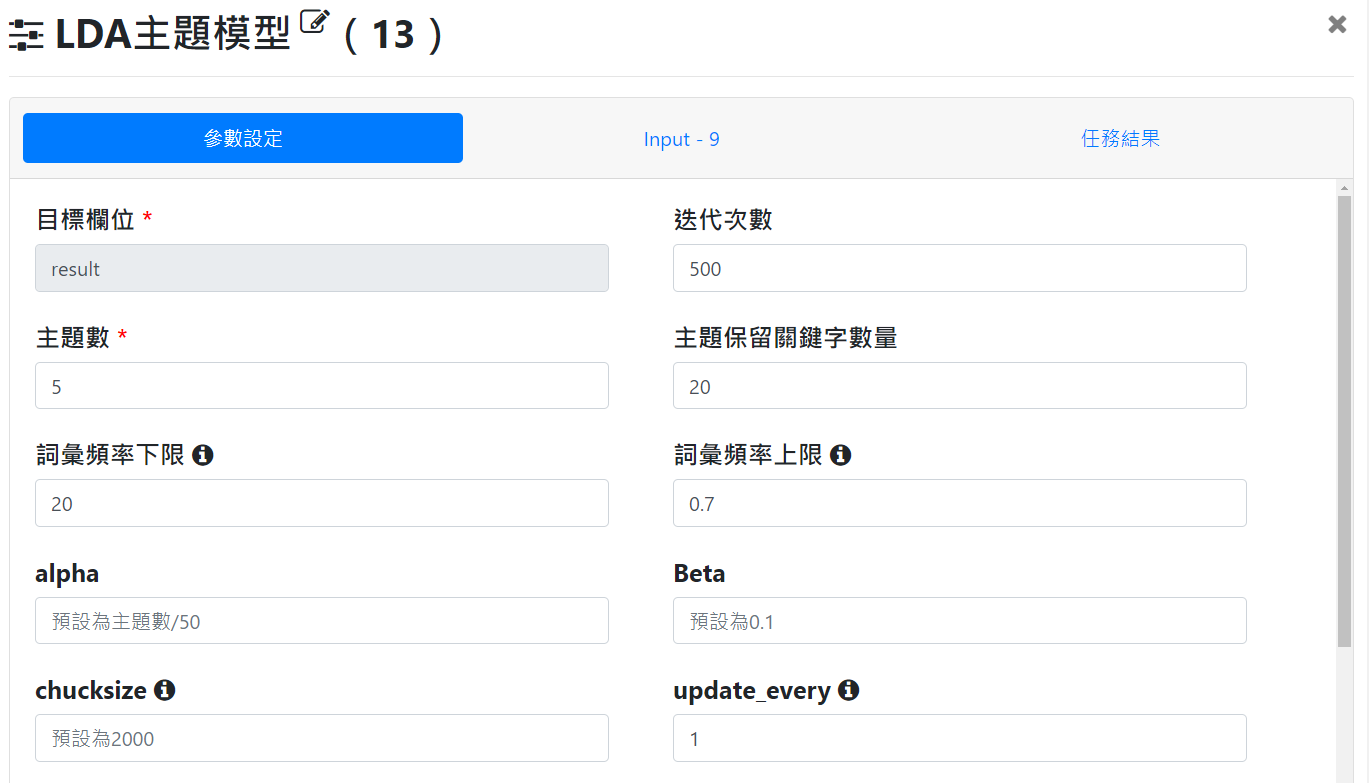 LDA主題模型 ( 13 )
參數設定
Input - 9
任務結果
目標欄位 *
迭代次數
result
500
主題數 *
主題保留關鍵字數量
5
20
詞彙頻率下限
詞彙頻率上限
20
0.7
alpha
Beta
預設為主題數/50
預設為0.1
chucksize
update_every
預設為2000
1